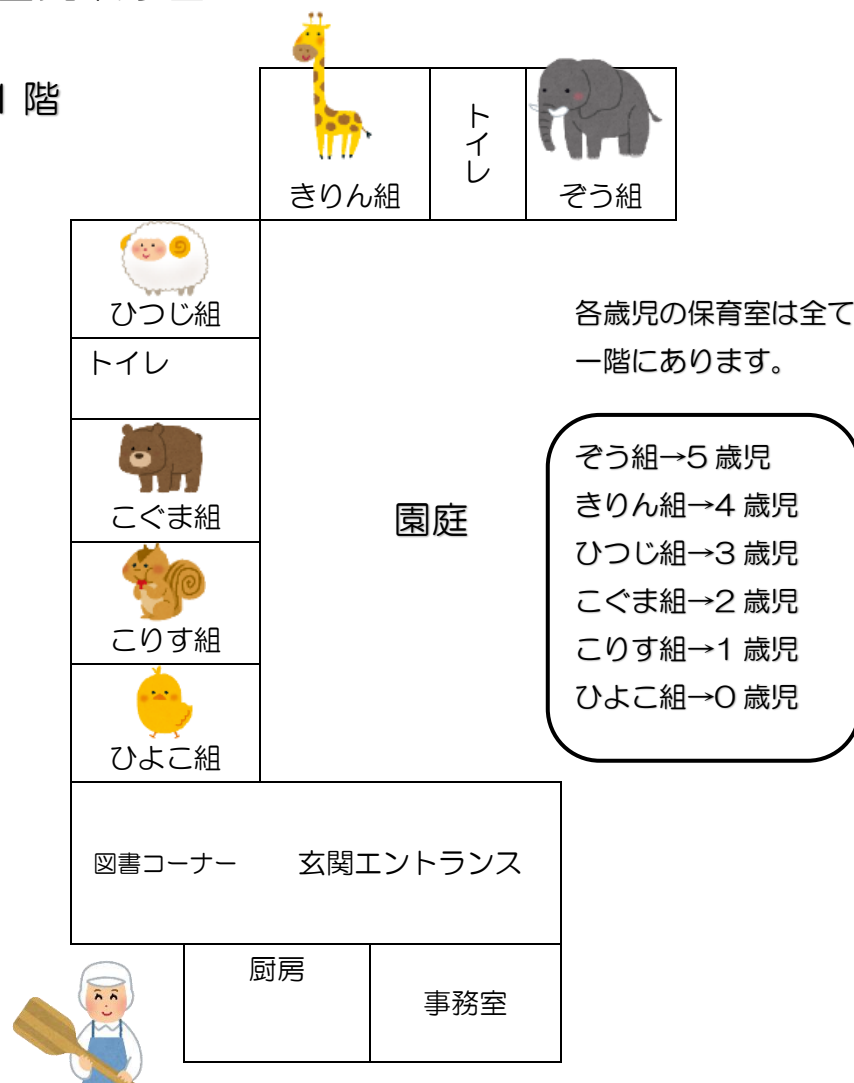 階
きりん組
トイレ
ぞう組
ひつじ組
トイレ
こぐま組
こりす組
ひよこ組
園庭
各歳児の保育室は全て
一階にあります。
ぞう組→5 歳児
きりん組→4 歳児
ひつじ組→3 歳児
こぐま組→2 歳児
こりす組→1 歳児
ひよこ組→0 歳児
図書コーナー 玄関エントランス
厨房
事務室